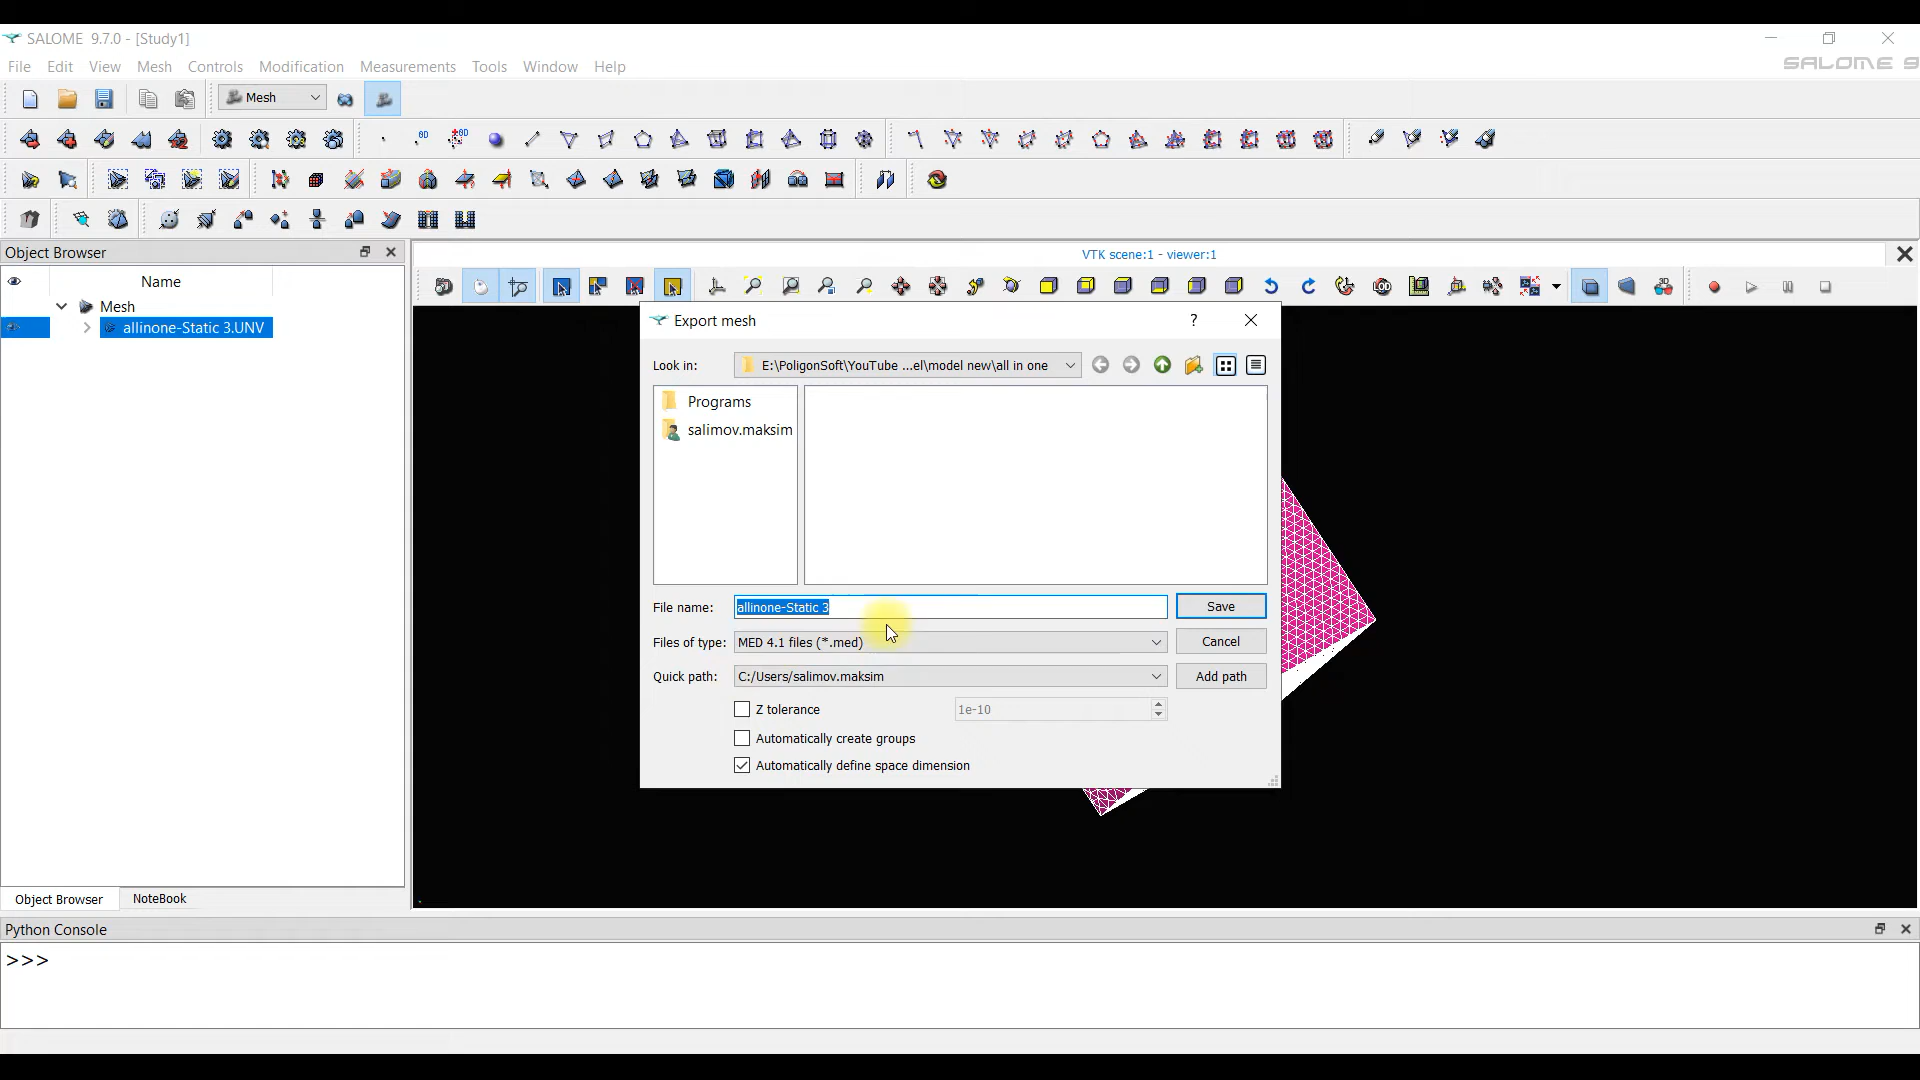 SALOME 9.7.0 - [Study1]
File Edit View Mesh Controls Modification Measurements Tools Window Help
SALOME 9
Mesh
0D
Object Browser
VTK scene:1 - viewer:1
Name
LOD
Mesh
allinone-Static 3.UNV
Export mesh
?
Look in:
E:\PoligonSoft\YouTube ...el\model new\all in one
Programs
salimov.maksim
File name:
allinone-Static 3
Save
Files of type:
MED 4.1 files (*.med)
Cancel
Quick path:
C:/Users/salimov.maksim
Add path
Z tolerance
1e-10
Automatically create groups
Automatically define space dimension
Object Browser
NoteBook
Python Console
>>>